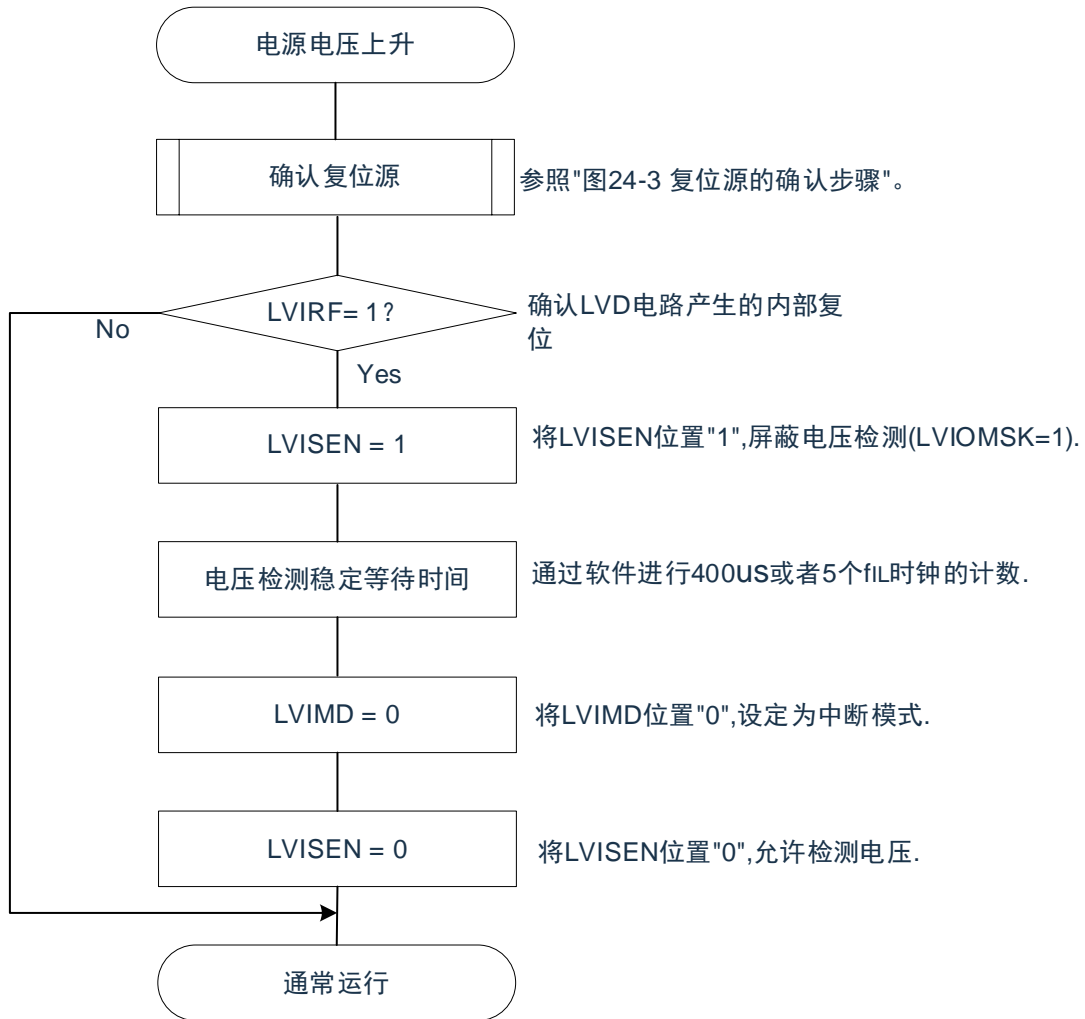 电源电压上升
确认复位源
参照"图24-3 复位源的确认步骤"。
LVIRF= 1?
确认LVD电路产生的内部复
位
No
Yes
LVISEN = 1
将LVISEN位置"1",屏蔽电压检测(LVIOMSK=1).
电压检测稳定等待时间
通过软件进行400us或者5个fIL时钟的计数.
LVIMD = 0
将LVIMD位置"0",设定为中断模式.
LVISEN = 0
将LVISEN位置"0",允许检测电压.
通常运行